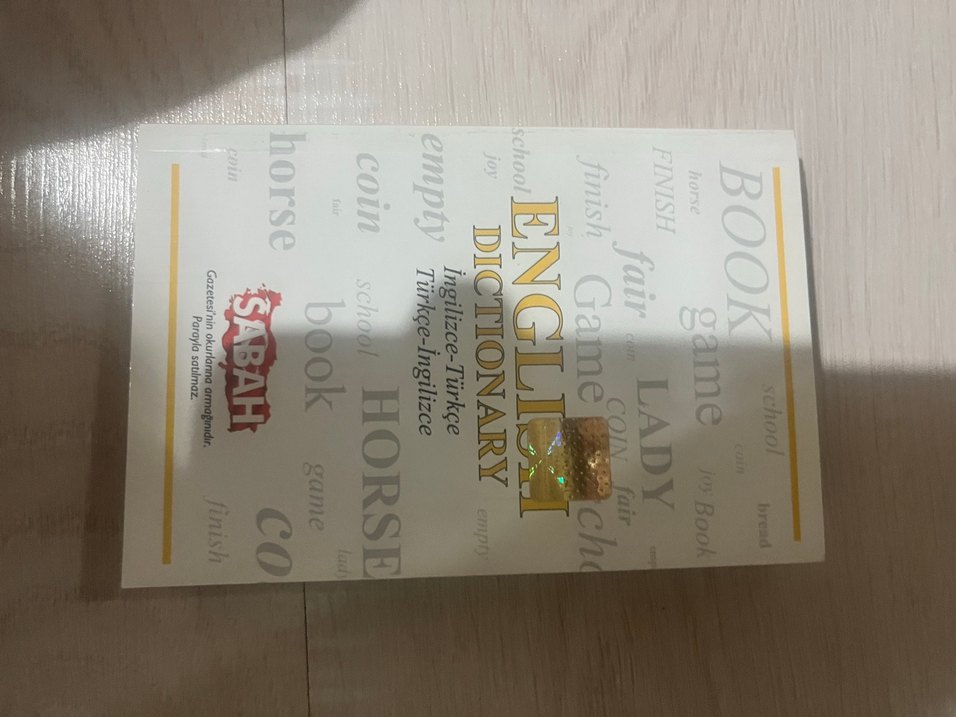 bread
school
BOOK
coin
horse
game
joy
Book
FINISH
LADY
fair
coin
COIN
fair
finish
Game
school
ENGLISH
joy
DICTIONARY
empty
İngilizce-Türkçe
Türkçe-İngilizce
empty
coin
school
HORSE
fair
book
lady
game
horse
co
SABAH
coin
finish
Gazetesi'nin okurlarına armağanıdır.
Parayla satılmaz.